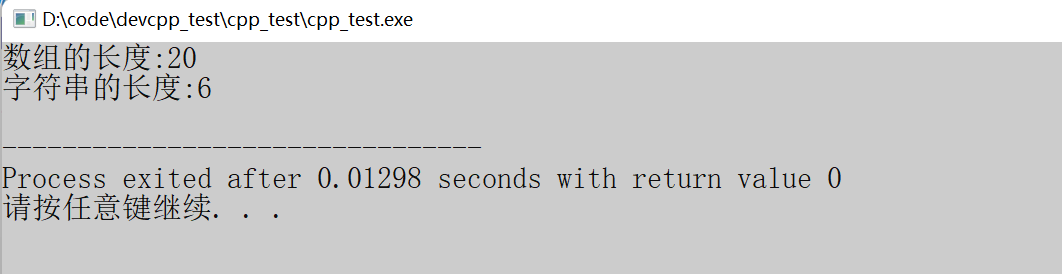 D:\code\devcpp_test\cpp_test\cpp_test.exe
数组的长度:20
字符串的长度:6
--------------------------------
Process exited after 0.01298 seconds with return value 0
请按任意键继续. . .